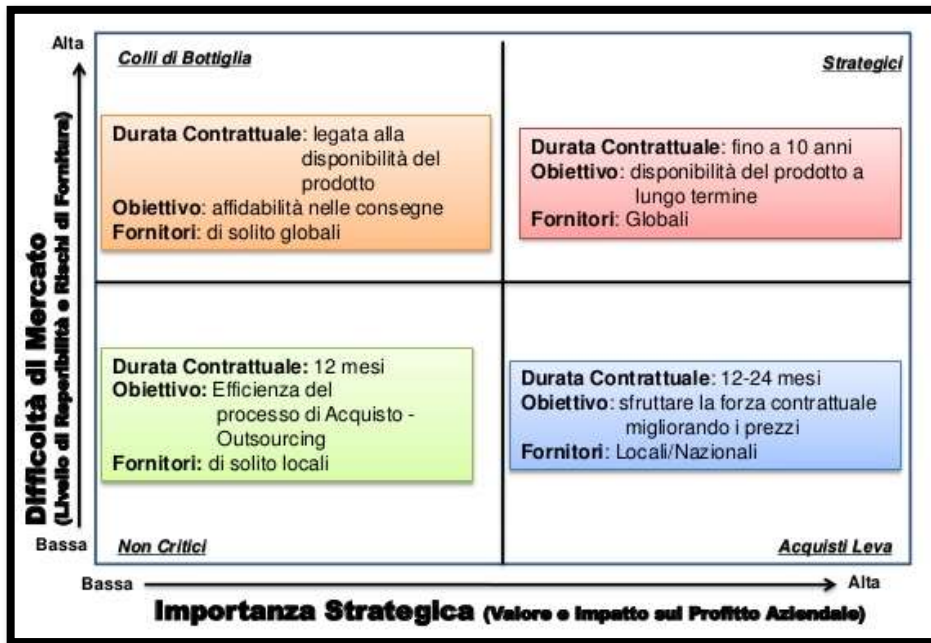 Alta
Colli di Bottiglia
Strategici
Durata Contrattuale: legata alla
disponibilità del
prodotto
Obiettivo: affidabilità nelle consegne
Fornitori: di solito globali
Durata Contrattuale: fino a 10 anni
Obiettivo: disponibilità del prodotto a
lungo termine
Fornitori: Globali
Difficoltà di Mercato
(Livello di Reperibilità e Rischi di Fornitura)
Durata Contrattuale: 12 mesi
Obiettivo: Efficienza del
processo di Acquisto -
Outsourcing
Fornitori: di solito locali
Durata Contrattuale: 12-24 mesi
Obiettivo: sfruttare la forza contrattuale
migliorando i prezzi
Fornitori: Locali/Nazionali
Bassa
Non Critici
Acquisti Leva
Bassa
Alta
Importanza Strategica (Valore e Impatto sul Profitto Aziendale)